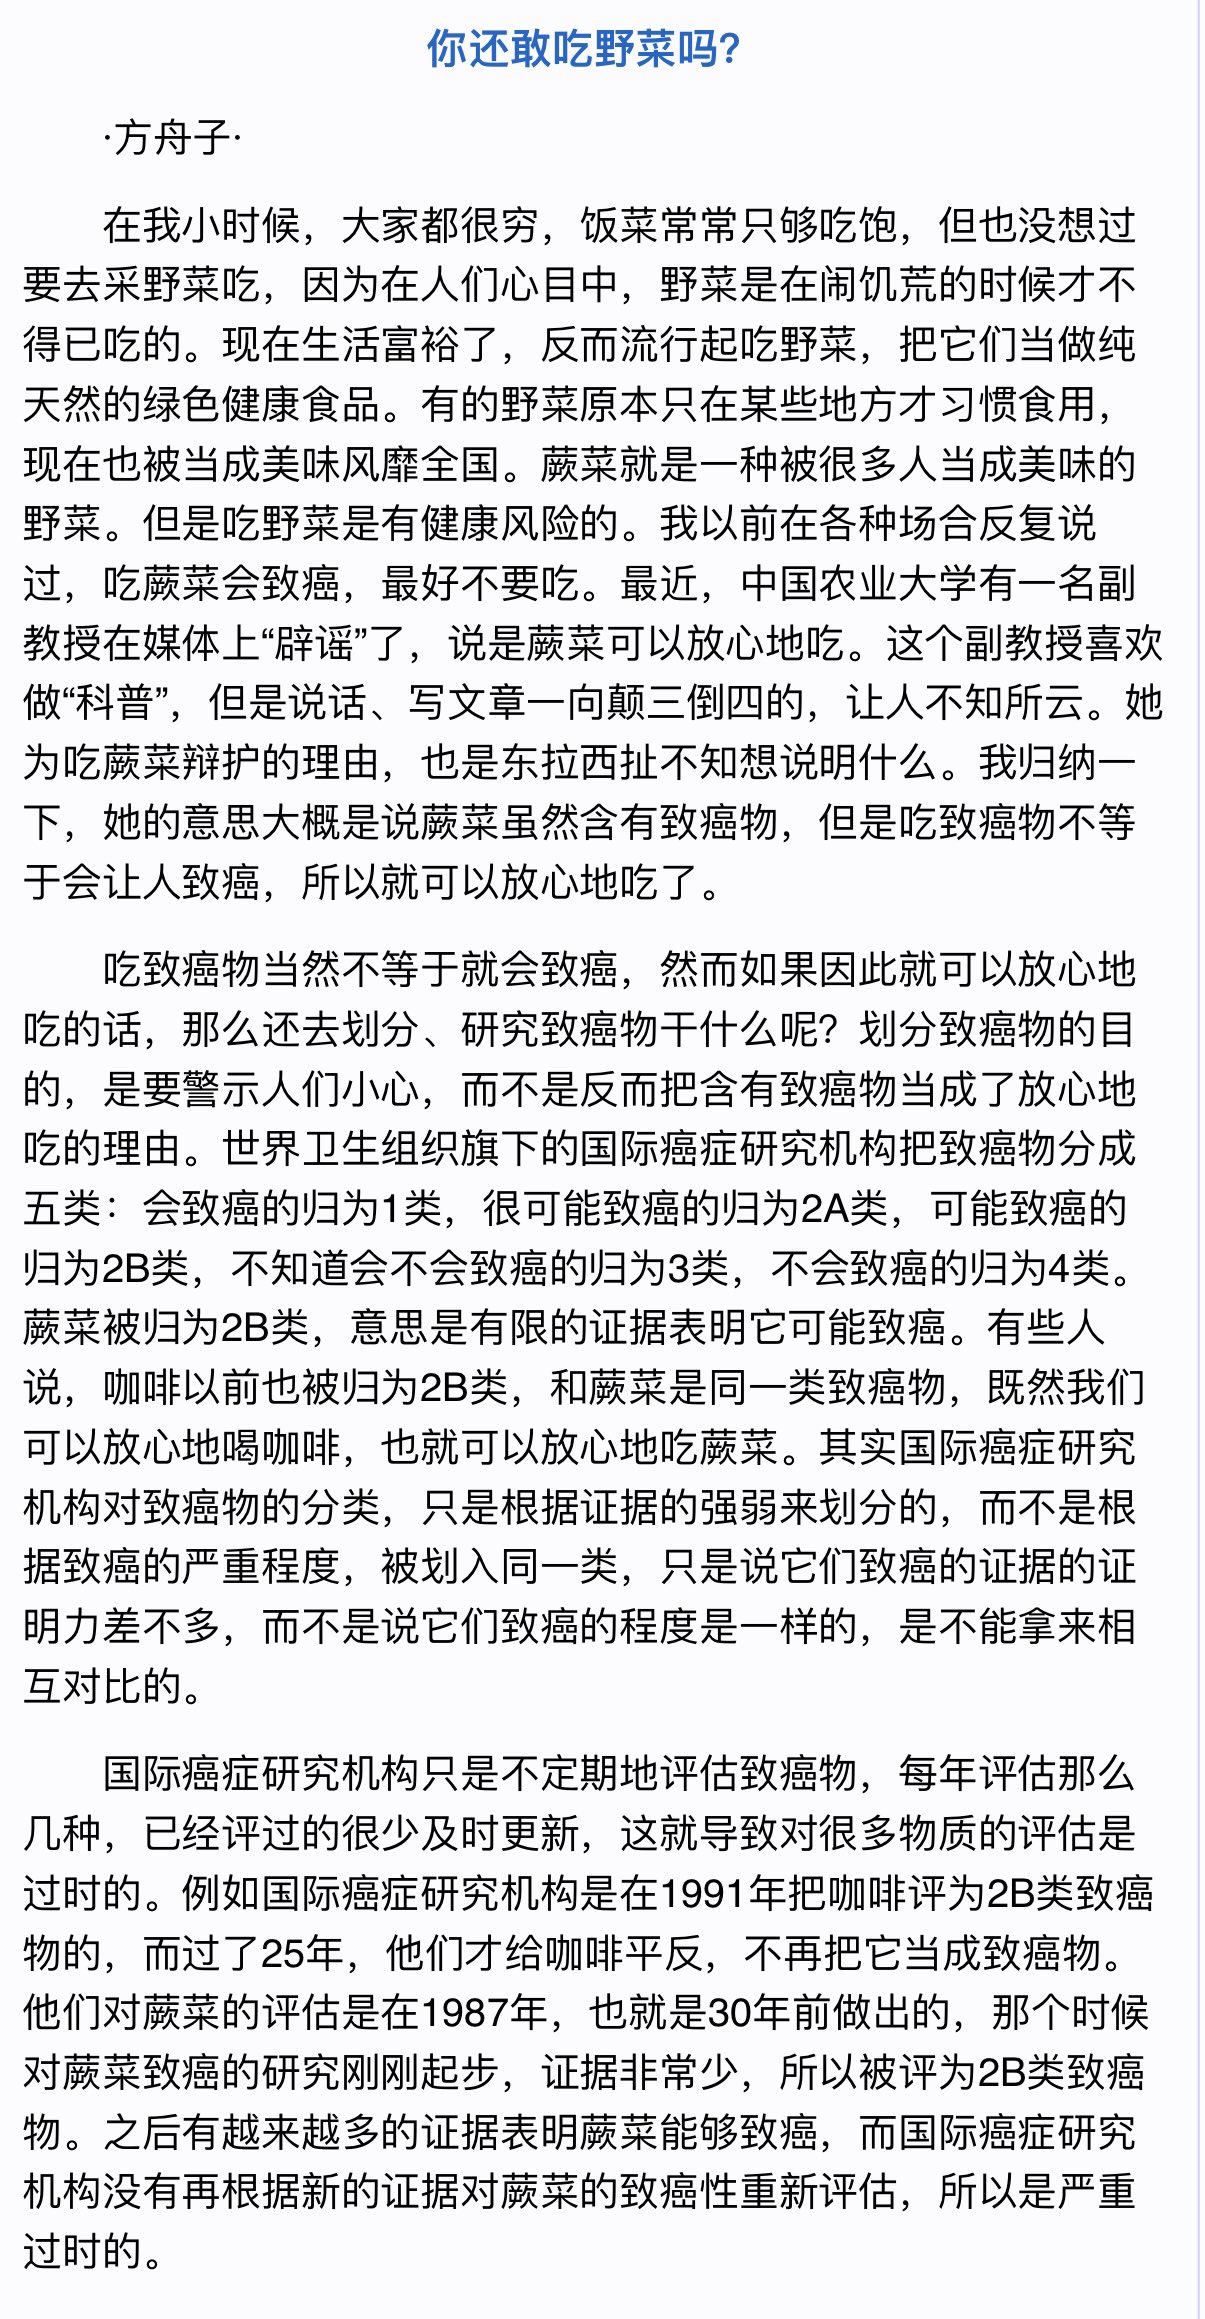 你还敢吃野菜吗?
·方舟子·
在我小时候，大家都很穷，饭菜常常只够吃饱，但也没想过
要去采野菜吃，因为在人们心目中，野菜是在闹饥荒的时候才不
得已吃的。现在生活富裕了，反而流行起吃野菜，把它们当做纯
天然的绿色健康食品。有的野菜原本只在某些地方才习惯食用，
现在也被当成美味风靡全国。蕨菜就是一种被很多人当成美味的
野菜。但是吃野菜是有健康风险的。我以前在各种场合反复说
过，吃蕨菜会致癌，最好不要吃。最近，中国农业大学有一名副
教授在媒体上“辟谣”了，说是蕨菜可以放心地吃。这个副教授喜欢
做“科普”，但是说话、写文章一向颠三倒四的，让人不知所云。她
为吃蕨菜辩护的理由，也是东拉西扯不知想说明什么。我归纳一
下，她的意思大概是说蕨菜虽然含有致癌物，但是吃致癌物不等
于会让人致癌，所以就可以放心地吃了。
吃致癌物当然不等于就会致癌，然而如果因此就可以放心地
吃的话，那么还去划分、研究致癌物干什么呢？划分致癌物的目
的，是要警示人们小心，而不是反而把含有致癌物当成了放心地
吃的理由。世界卫生组织旗下的国际癌症研究机构把致癌物分成
五类：会致癌的归为1类，很可能致癌的归为2A类，可能致癌的
归为2B类，不知道会不会致癌的归为3类，不会致癌的归为4类。
蕨菜被归为2B类，意思是有限的证据表明它可能致癌。有些人
说，咖啡以前也被归为2B类，和蕨菜是同一类致癌物，既然我们
可以放心地喝咖啡，也就可以放心地吃蕨菜。其实国际癌症研究
机构对致癌物的分类，只是根据证据的强弱来划分的，而不是根
据致癌的严重程度，被划入同一类，只是说它们致癌的证据的证
明力差不多，而不是说它们致癌的程度是一样的，是不能拿来相
互对比的。
国际癌症研究机构只是不定期地评估致癌物，每年评估那么
几种，已经评过的很少及时更新，这就导致对很多物质的评估是
过时的。例如国际癌症研究机构是在1991年把咖啡评为2B类致癌
物的，而过了25年，他们才给咖啡平反，不再把它当成致癌物。
他们对蕨菜的评估是在1987年，也就是30年前做出的，那个时候
对蕨菜致癌的研究刚刚起步，证据非常少，所以被评为2B类致癌
物。之后有越来越多的证据表明蕨菜能够致癌，而国际癌症研究
机构没有再根据新的证据对蕨菜的致癌性重新评估，所以是严重
过时的。